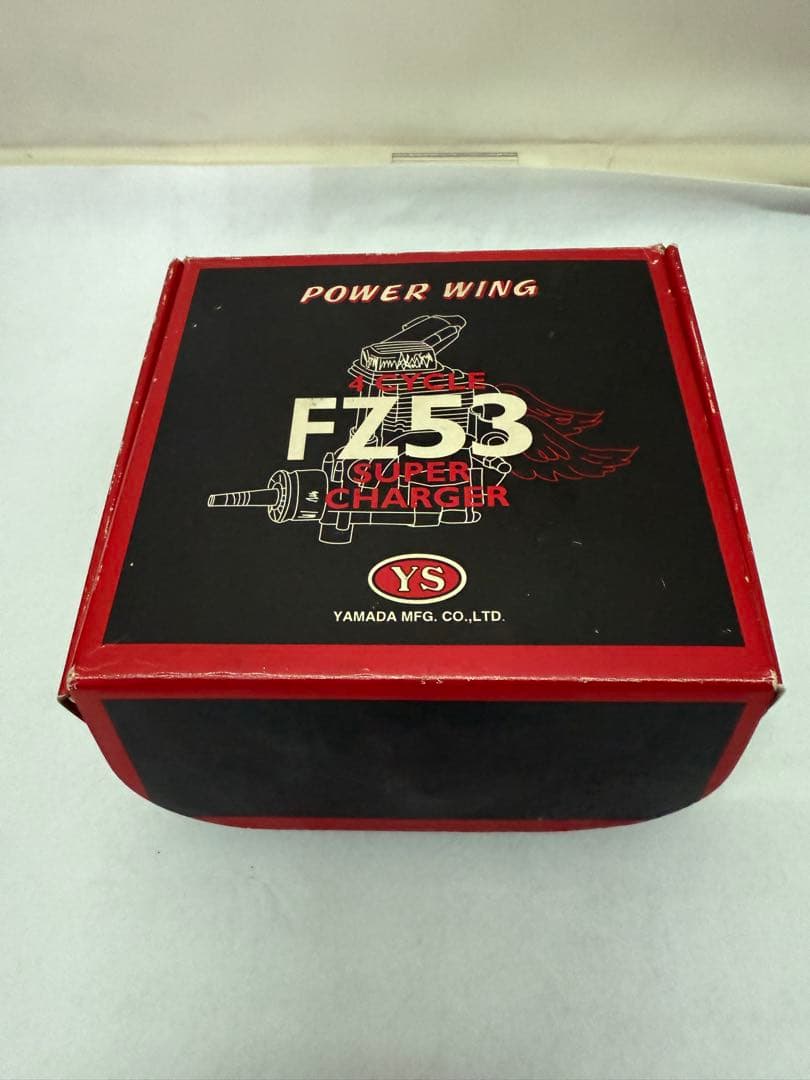 POWER WING
4 CYCLE
FZ53
SUPER
CHARGER
YS
YAMADA MFG. CO.,LTD.